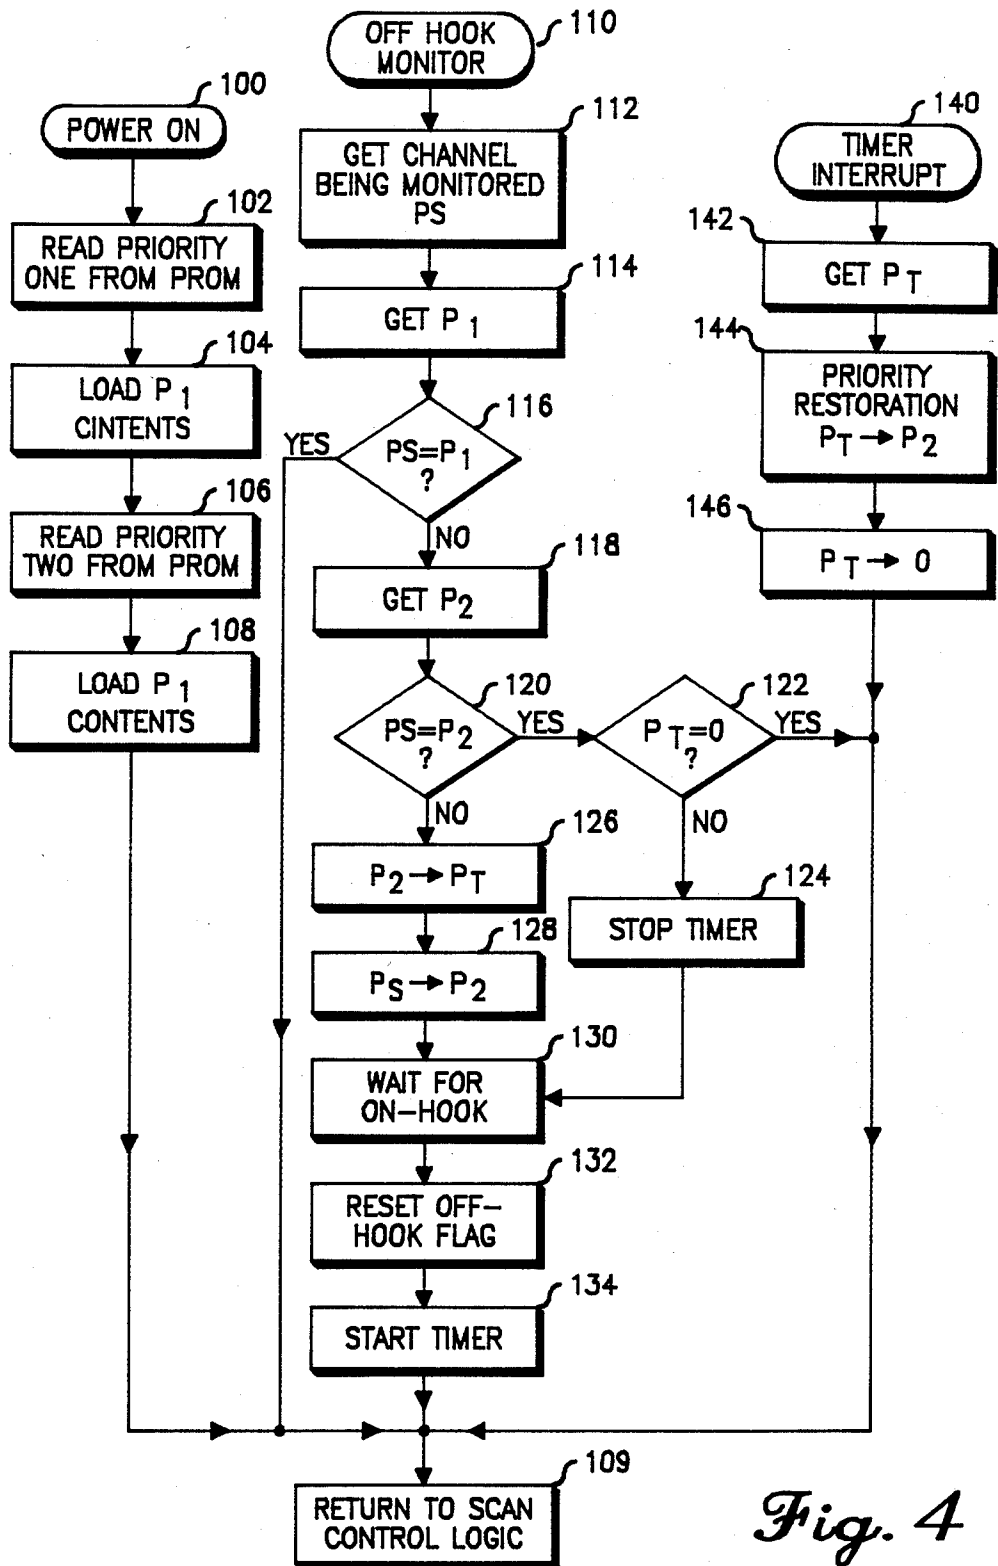 100
POWER ON
102
READ PRIORITY
ONE FROM PROM
104
LOAD P1
CINTENTS
106
READ PRIORITY
TWO FROM PROM
108
LOAD P1
CONTENTS
110
OFF HOOK
MONITOR
112
GET CHANNEL
BEING MONITORED
PS
114
GET P1
116
PS=P1
?
YES
NO
118
GET P2
120
PS=P2
?
YES
NO
122
PT=0
?
YES
NO
124
STOP TIMER
126
P2→PT
128
PS→P2
130
WAIT FOR
ON-HOOK
132
RESET OFF-
HOOK FLAG
134
START TIMER
140
TIMER
INTERRUPT
142
GET PT
144
PRIORITY
RESTORATION
PT→P2
146
PT→0
109
RETURN TO SCAN
CONTROL LOGIC
Fig. 4